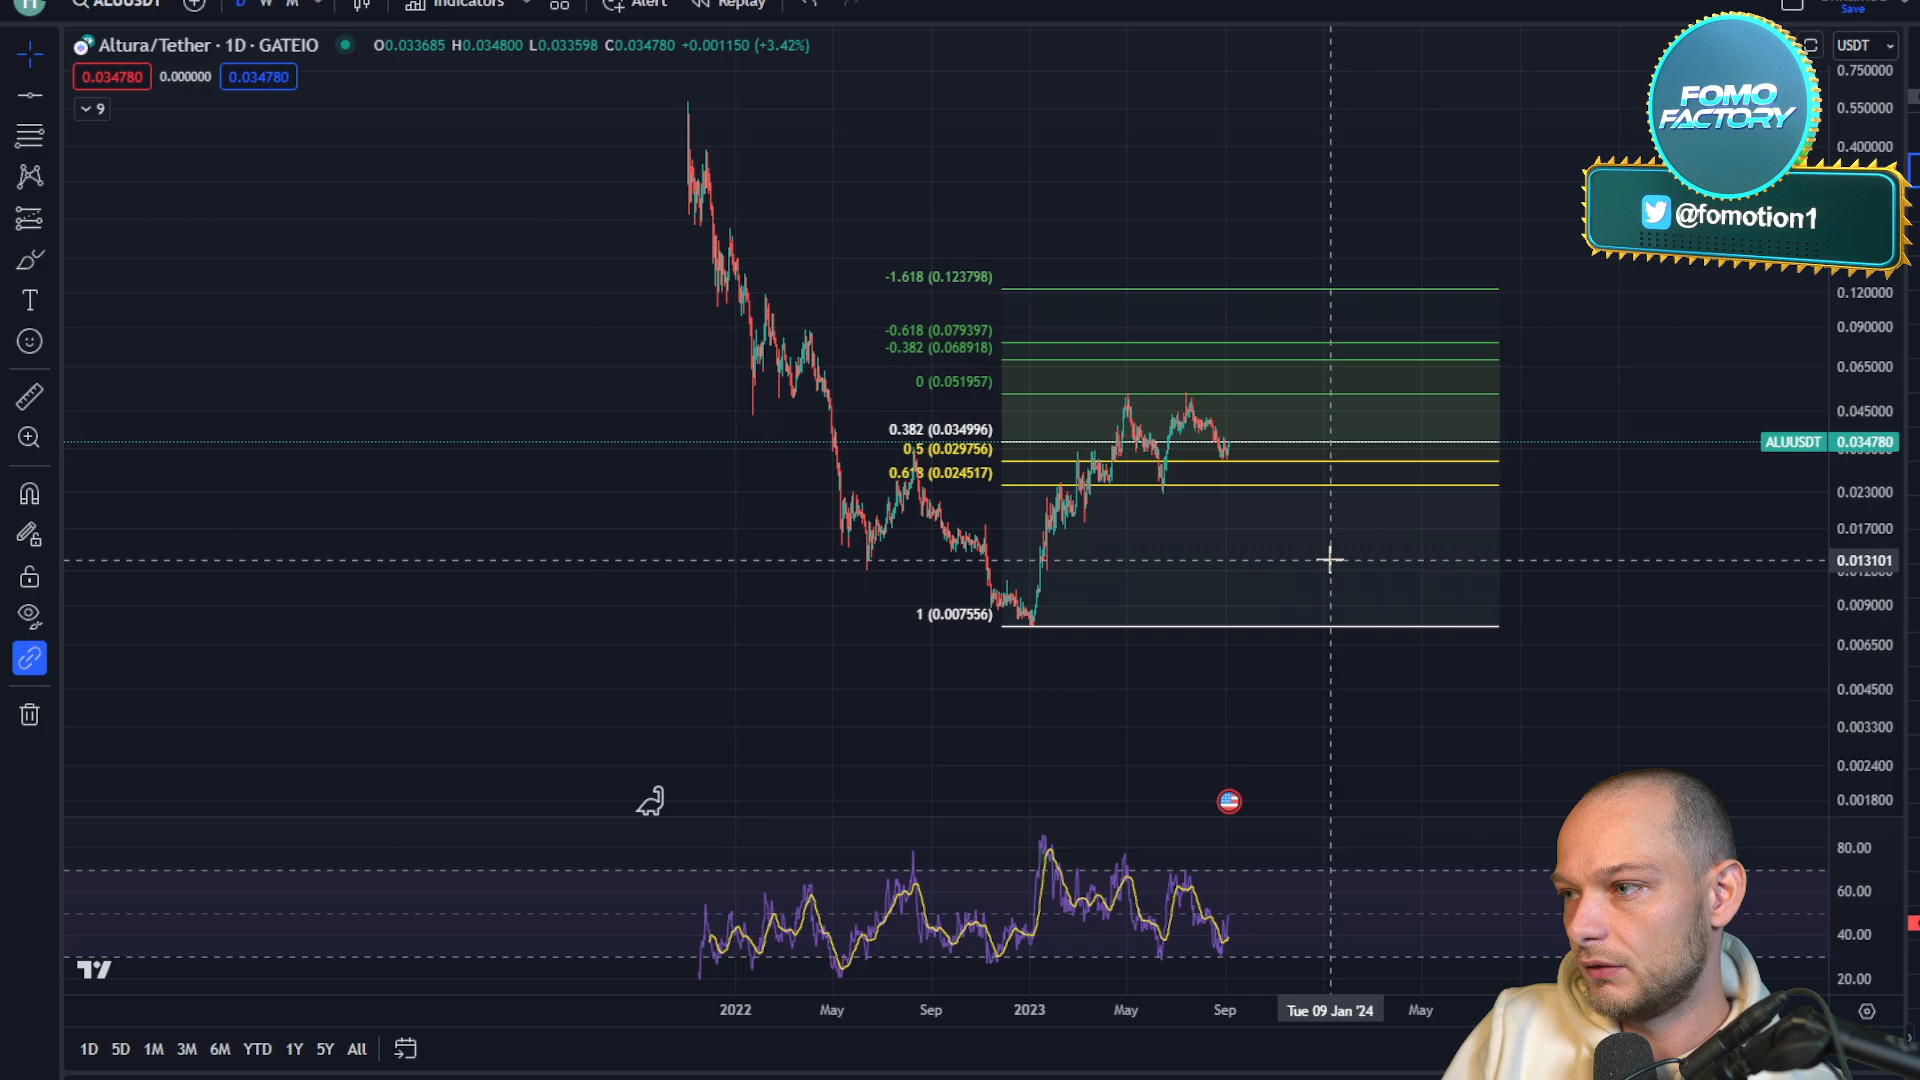 ALUUSDT
D W M
Indicators
Alert
Replay
Save
Altura/Tether · 1D · GATEIO
O0.033685 H0.034800 L0.033598 C0.034780 +0.001150 (+3.42%)
0.034780 0.000000 0.034780
9
USDT
FOMO
FACTORY
@fomotion1
0.750000
0.550000
0.400000
0.120000
0.090000
0.065000
0.045000
ALUUSDT 0.034780
0.023000
0.017000
0.013101
0.009000
0.006500
0.004500
0.003300
0.002400
0.001800
80.00
60.00
40.00
20.00
-1.618 (0.123798)
-0.618 (0.079397)
-0.382 (0.068918)
0 (0.051957)
0.382 (0.034996)
0.5 (0.029756)
0.618 (0.024517)
1 (0.007556)
2022 May Sep 2023 May Sep Tue 09 Jan '24 May
1D 5D 1M 3M 6M YTD 1Y 5Y All